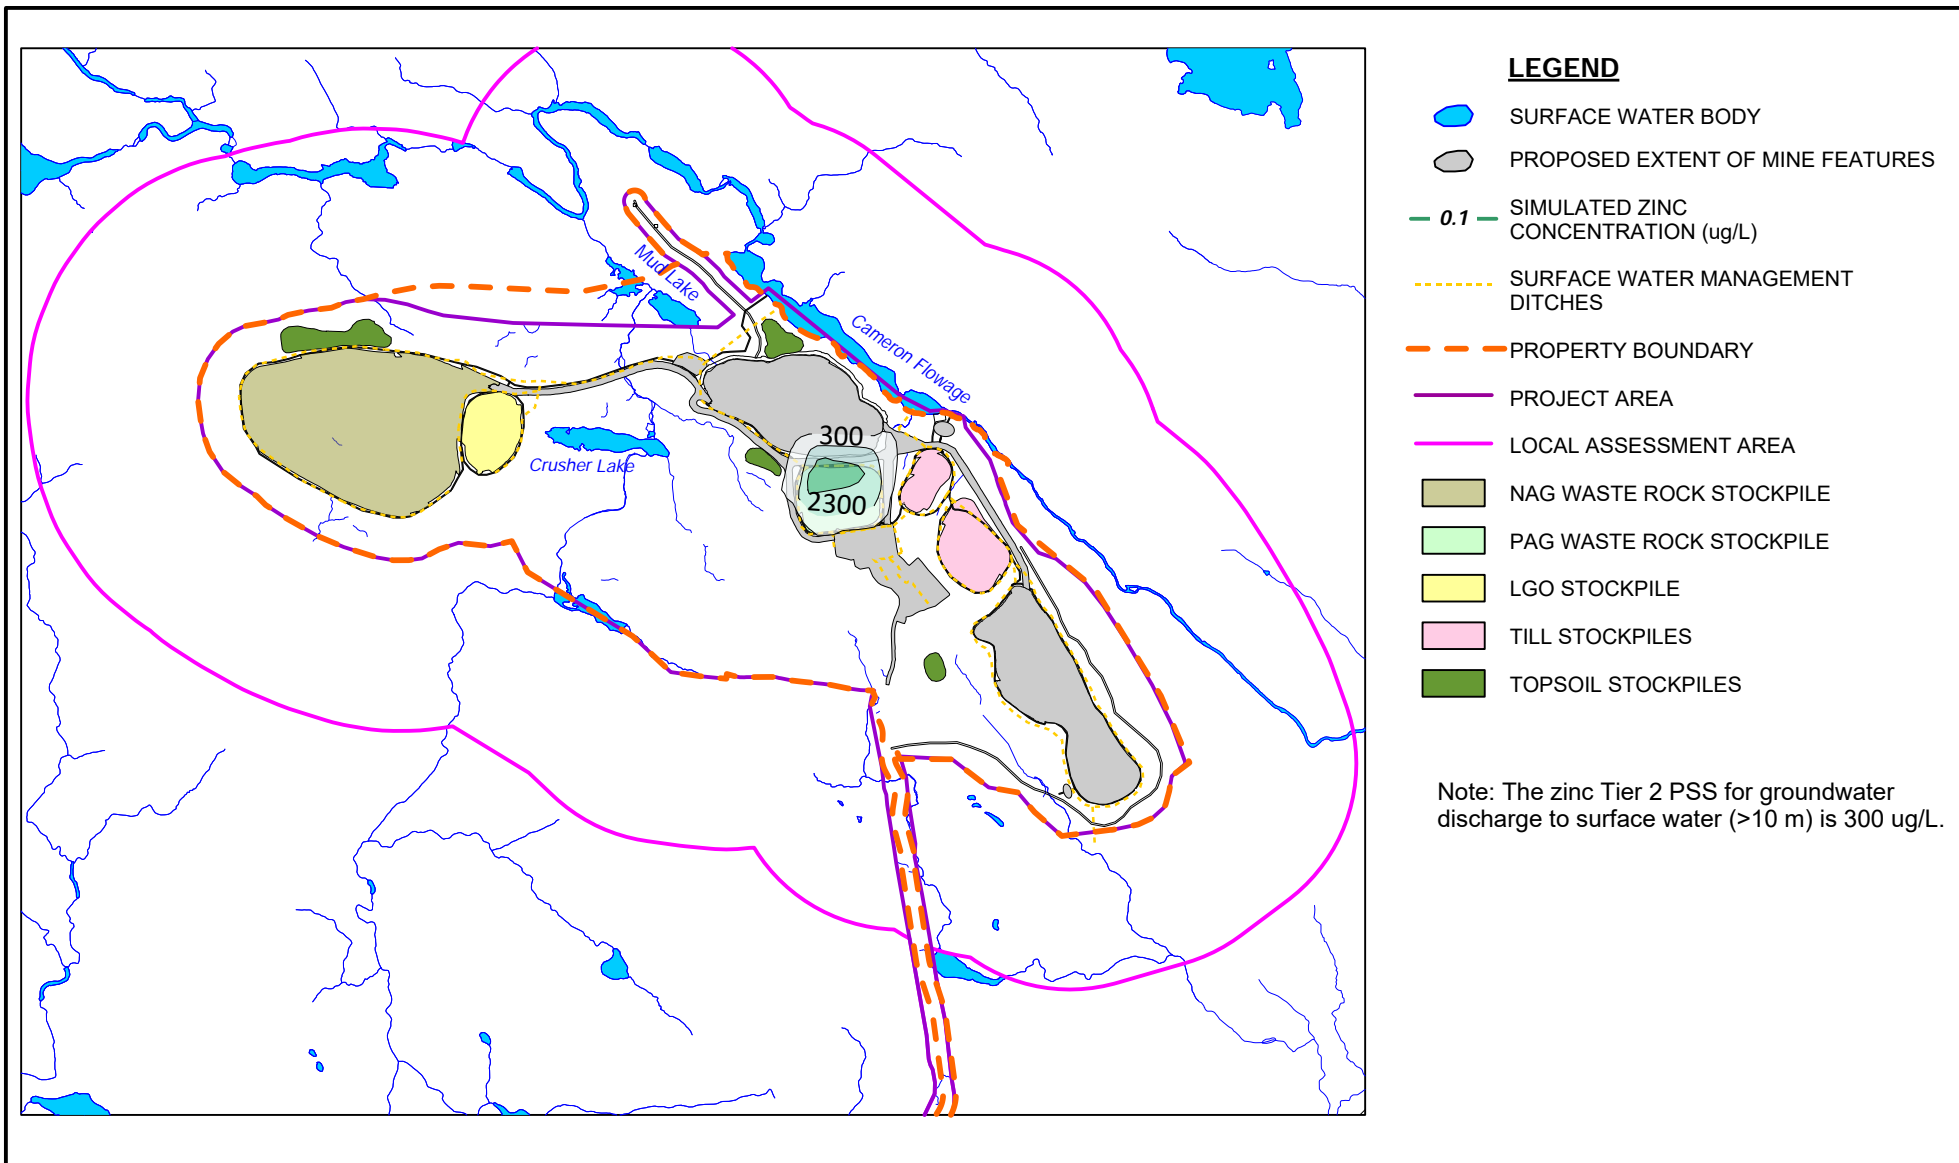 Mud Lake
Cameron Flowage
Crusher Lake
300
2300
LEGEND
SURFACE WATER BODY
PROPOSED EXTENT OF MINE FEATURES
0.1
SIMULATED ZINC
CONCENTRATION (ug/L)
SURFACE WATER MANAGEMENT
DITCHES
PROPERTY BOUNDARY
PROJECT AREA
LOCAL ASSESSMENT AREA
NAG WASTE ROCK STOCKPILE
PAG WASTE ROCK STOCKPILE
LGO STOCKPILE
TILL STOCKPILES
TOPSOIL STOCKPILES
Note: The zinc Tier 2 PSS for groundwater
discharge to surface water (>10 m) is 300 ug/L.